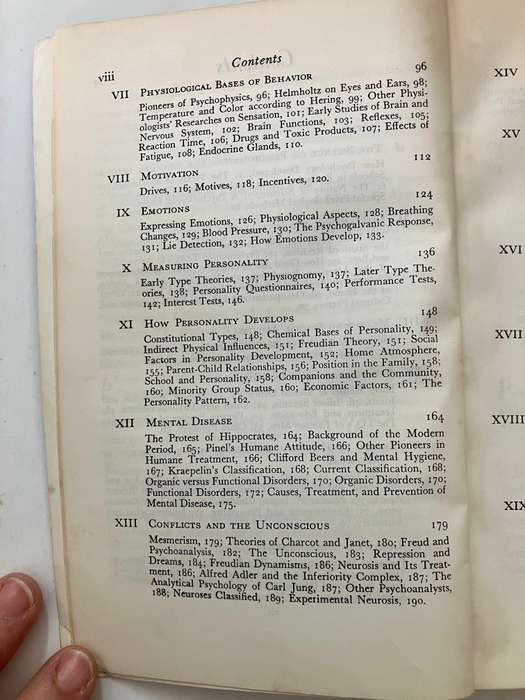 viii
Contents
VII PHYSIOLOGICAL BASES OF BEHAVIOR 96
Pioneers of Psychophysics, 96; Helmholtz on Eyes and Ears, 98;
Temperature and Color according to Hering, 99; Other Physi-
ologists' Researches on Sensation, 101; Early Studies of Brain and
Nervous System, 102; Brain Functions, 103; Reflexes, 105;
Reaction Time, 106; Drugs and Toxic Products, 107; Effects of
Fatigue, 108; Endocrine Glands, 110.
VIII MOTIVATION 112
Drives, 116; Motives, 118; Incentives, 120.
IX EMOTIONS 124
Expressing Emotions, 126; Physiological Aspects, 128; Breathing
Changes, 129; Blood Pressure, 130; The Psychogalvanic Response,
131; Lie Detection, 132; How Emotions Develop, 133.
X MEASURING PERSONALITY 136
Early Type Theories, 137; Physiognomy, 137; Later Type The-
ories, 138; Personality Questionnaires, 140; Performance Tests,
142; Interest Tests, 146.
XI HOW PERSONALITY DEVELOPS 148
Constitutional Types, 148; Chemical Bases of Personality, 149;
Indirect Physical Influences, 151; Freudian Theory, 151; Social
Factors in Personality Development, 152; Home Atmosphere,
155; Parent-Child Relationships, 156; Position in the Family, 158;
School and Personality, 158; Companions and the Community,
160; Minority Group Status, 160; Economic Factors, 161; The
Personality Pattern, 162.
XII MENTAL DISEASE 164
The Protest of Hippocrates, 164; Background of the Modern
Period, 165; Pinel's Humane Attitude, 166; Other Pioneers in
Humane Treatment, 166; Clifford Beers and Mental Hygiene,
167; Kraepelin's Classification, 168; Current Classification, 168;
Organic versus Functional Disorders, 170; Organic Disorders, 170;
Functional Disorders, 172; Causes, Treatment, and Prevention of
Mental Disease, 175.
XIII CONFLICTS AND THE UNCONSCIOUS 179
Mesmerism, 179; Theories of Charcot and Janet, 180; Freud and
Psychoanalysis, 182; The Unconscious, 183; Repression and
Dreams, 184; Freudian Dynamisms, 186; Neurosis and Its Treat-
ment, 186; Alfred Adler and the Inferiority Complex, 187; The
Analytical Psychology of Carl Jung, 187; Other Psychoanalysts,
188; Neuroses Classified, 189; Experimental Neurosis, 190.
XIV
XV
XVI
XVII
XVIII
XIX